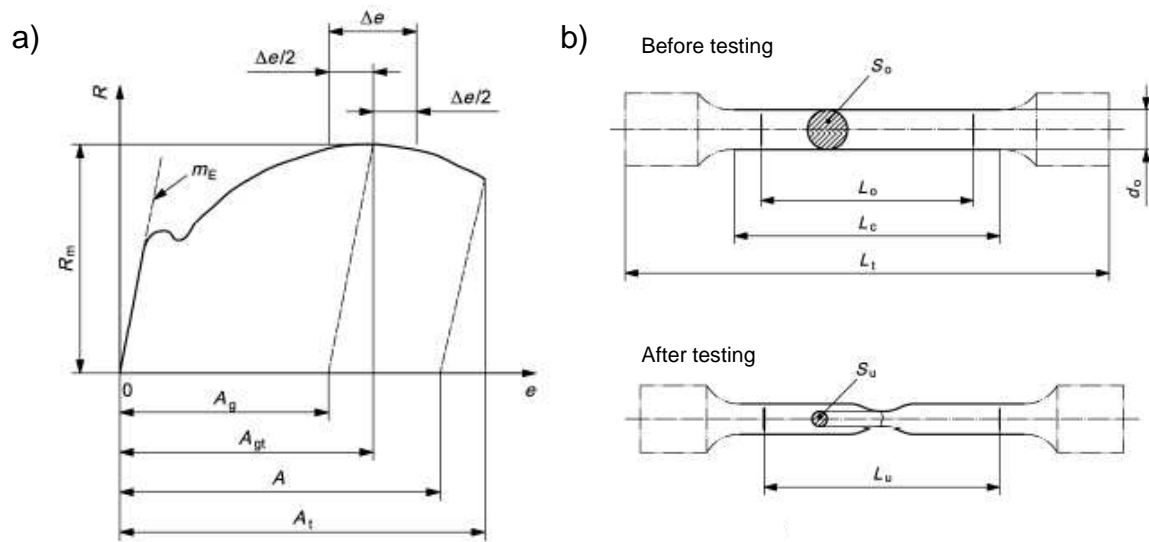 a)
Δe
Δe/2
Δe/2
R
m_E
R_m
0
e
A_g
A_gt
A
A_t
b)
Before testing
S_o
d_o
L_o
L_c
L_t
After testing
S_u
L_u